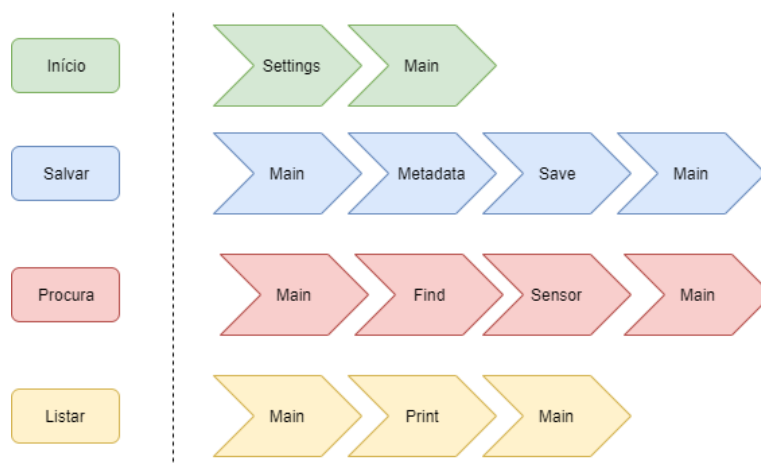 Início
Settings
Main
Salvar
Main
Metadata
Save
Main
Procura
Main
Find
Sensor
Main
Listar
Main
Print
Main